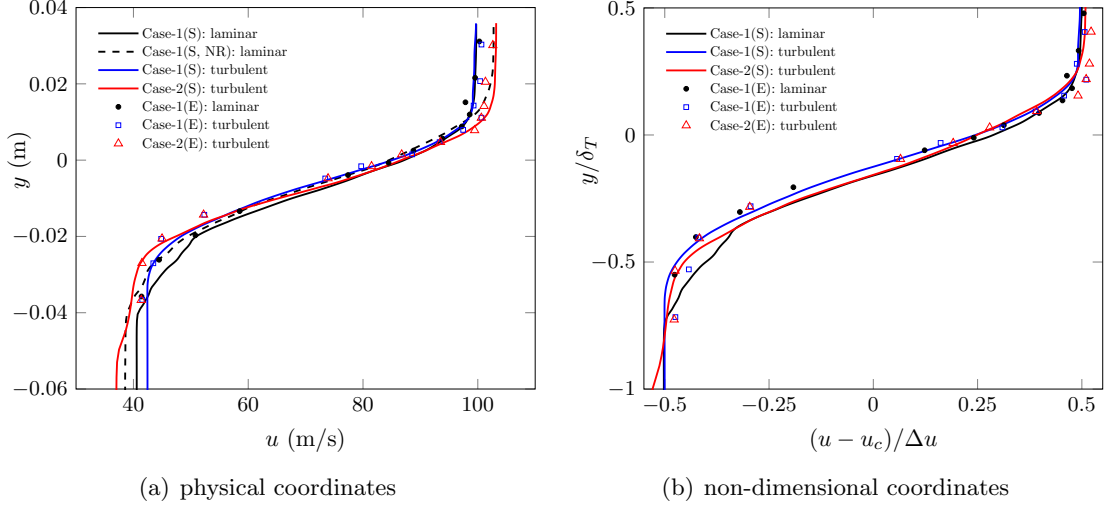 0.04
0.02
0
−0.02
−0.04
−0.06
40
60
80
100
y (m)
u (m/s)
Case-1(S): laminar
Case-1(S, NR): laminar
Case-1(S): turbulent
Case-2(S): turbulent
Case-1(E): laminar
Case-1(E): turbulent
Case-2(E): turbulent
(a) physical coordinates
0.5
0
−0.5
−1
−0.5
−0.25
0
0.25
0.5
y/δT
(u − uc)/Δu
Case-1(S): laminar
Case-1(S): turbulent
Case-2(S): turbulent
Case-1(E): laminar
Case-1(E): turbulent
Case-2(E): turbulent
(b) non-dimensional coordinates